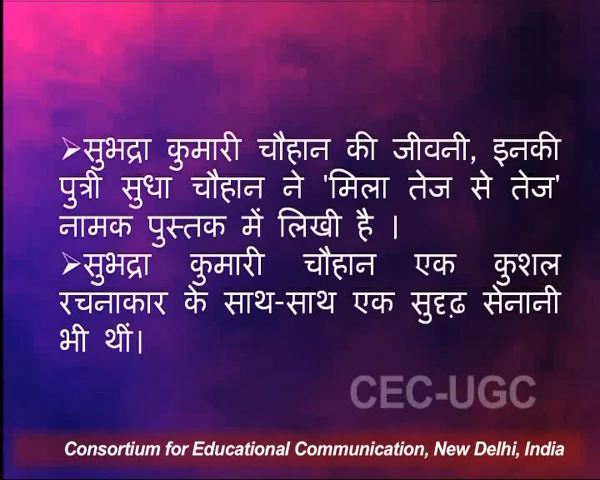 ➢सुभद्रा कुमारी चौहान की जीवनी, इनकी
पुत्री सुधा चौहान ने 'मिला तेज से तेज'
नामक पुस्तक में लिखी है ।
➢सुभद्रा कुमारी चौहान एक कुशल
रचनाकार के साथ-साथ एक सुदृढ़ सेनानी
भी थीं।
CEC-UGC
Consortium for Educational Communication, New Delhi, India